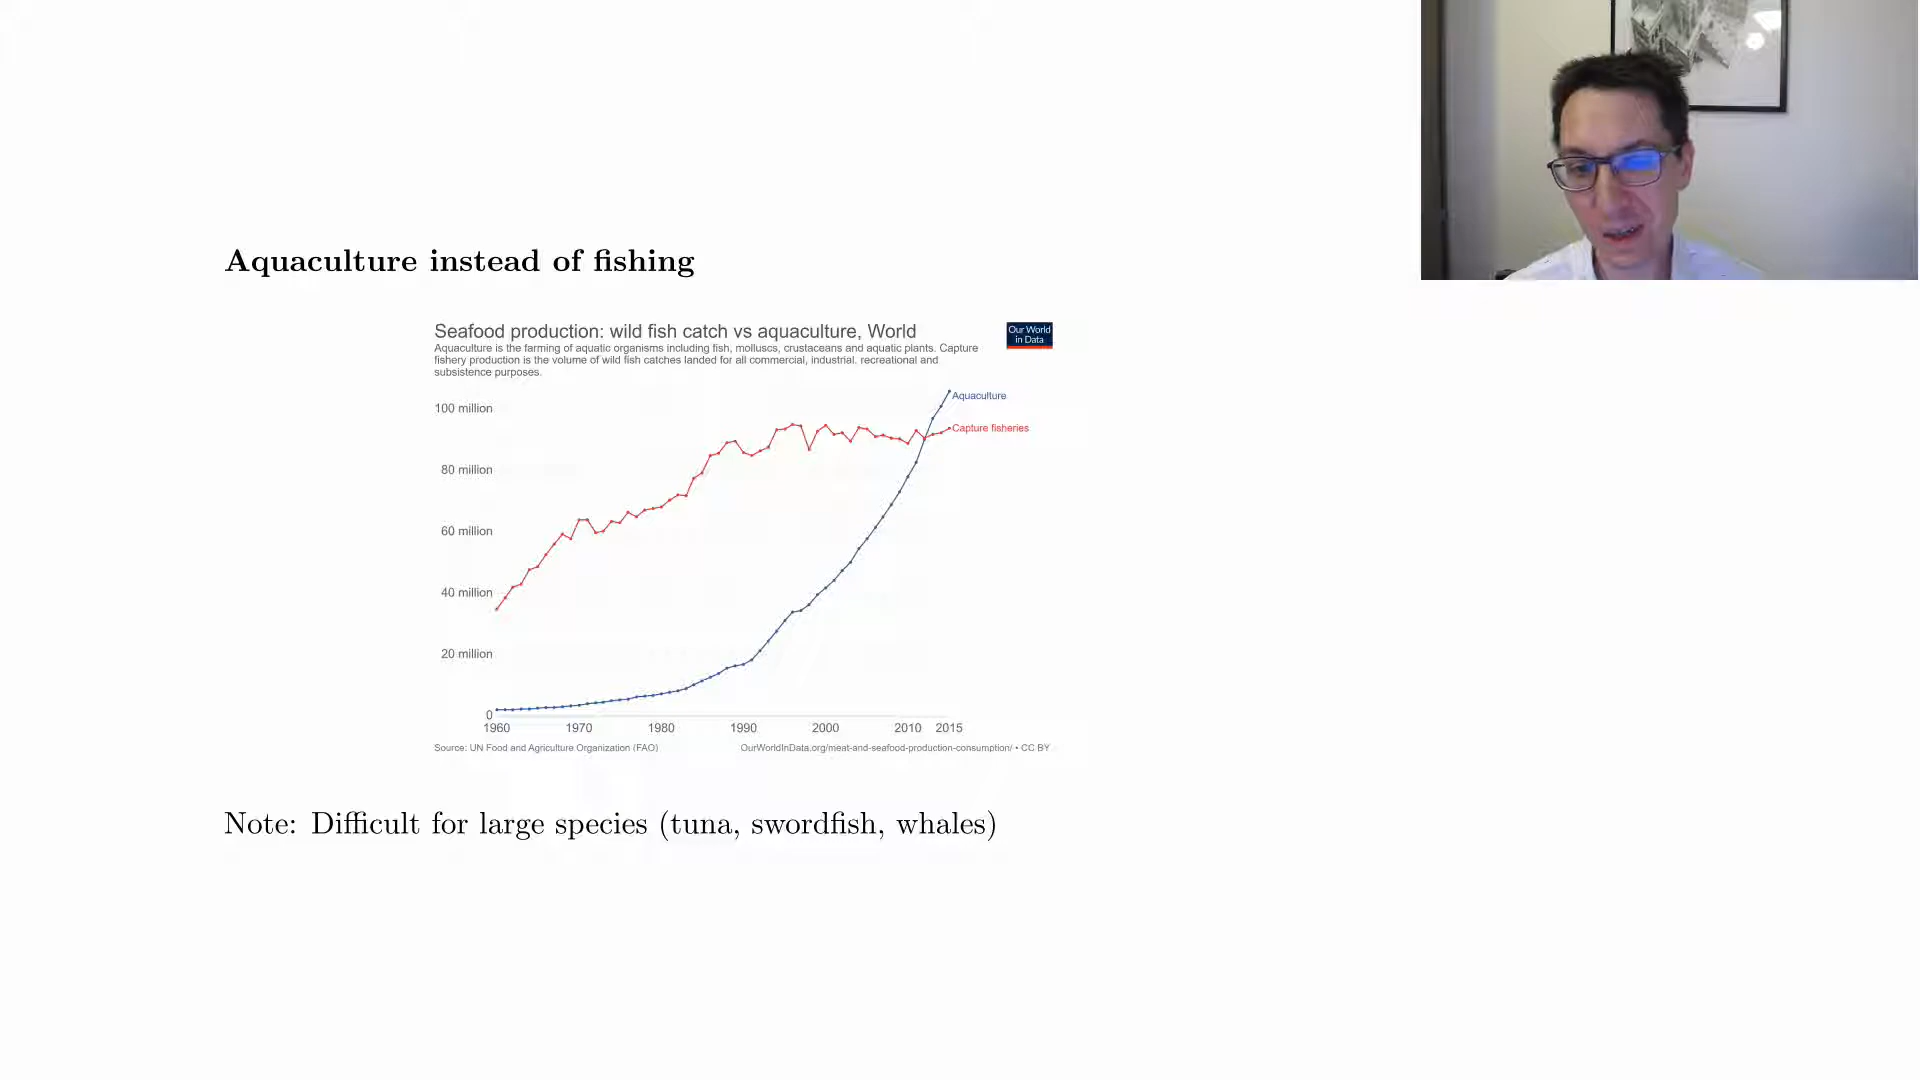 Aquaculture instead of fishing
Seafood production: wild fish catch vs aquaculture, World
Our World
in Data
Aquaculture is the farming of aquatic organisms including fish, molluscs, crustaceans and aquatic plants. Capture
fishery production is the volume of wild fish catches landed for all commercial, industrial, recreational and
subsistence purposes.
100 million
80 million
60 million
40 million
20 million
0
Aquaculture
Capture fisheries
1960 1970 1980 1990 2000 2010 2015
Source: UN Food and Agriculture Organization (FAO)
OurWorldInData.org/meat-and-seafood-production-consumption/ • CC BY
Note: Difficult for large species (tuna, swordfish, whales)